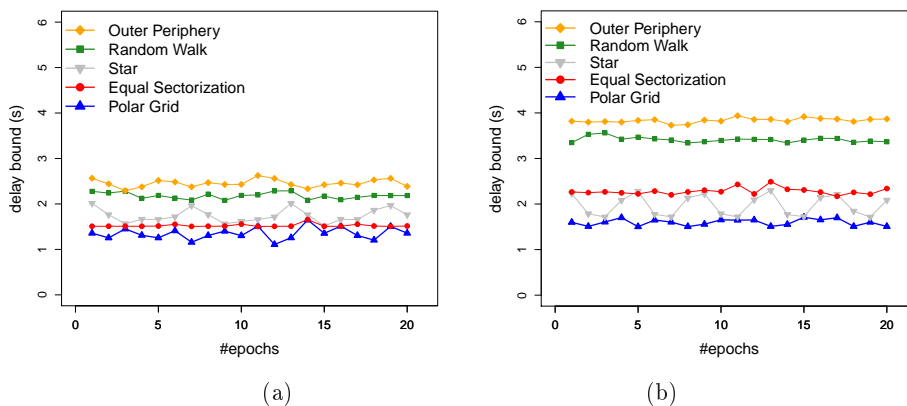 Outer Periphery
Random Walk
Star
Equal Sectorization
Polar Grid
delay bound (s)
0
1
2
3
4
5
6
0
5
10
15
20
#epochs
(a)
Outer Periphery
Random Walk
Star
Equal Sectorization
Polar Grid
delay bound (s)
0
1
2
3
4
5
6
0
5
10
15
20
#epochs
(b)